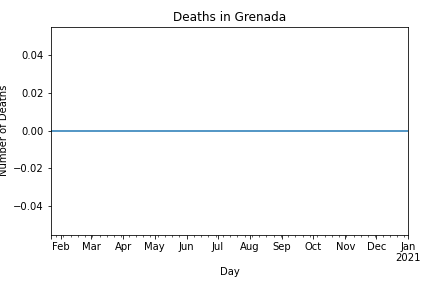 Deaths in Grenada
0.04
0.02
0.00
−0.02
−0.04
Number of Deaths
Feb Mar Apr May Jun Jul Aug Sep Oct Nov Dec Jan
2021
Day